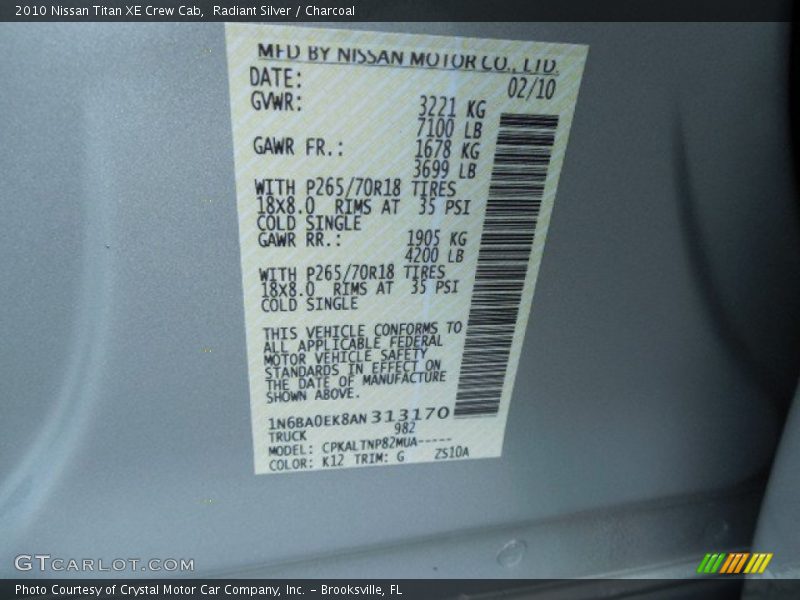 2010 Nissan Titan XE Crew Cab,  Radiant Silver / Charcoal
MFD BY NISSAN MOTOR CO., LTD.
DATE: 02/10
GVWR: 3221 KG
7100 LB
GAWR FR.: 1678 KG
3699 LB
WITH P265/70R18 TIRES
18X8.0 RIMS AT 35 PSI
COLD SINGLE
GAWR RR.: 1905 KG
4200 LB
WITH P265/70R18 TIRES
18X8.0 RIMS AT 35 PSI
COLD SINGLE
THIS VEHICLE CONFORMS TO
ALL APPLICABLE FEDERAL
MOTOR VEHICLE SAFETY
STANDARDS IN EFFECT ON
THE DATE OF MANUFACTURE
SHOWN ABOVE.
1N6BA0EK8AN313170
TRUCK 982
MODEL: CPKALTNP82MUA-----
COLOR: K12 TRIM: G ZS10A
GTCARLOT.COM
Photo Courtesy of Crystal Motor Car Company, Inc. – Brooksville, FL